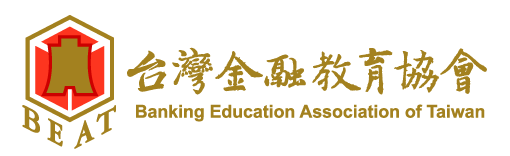 台灣金融教育協會
Banking Education Association of Taiwan
BEAT